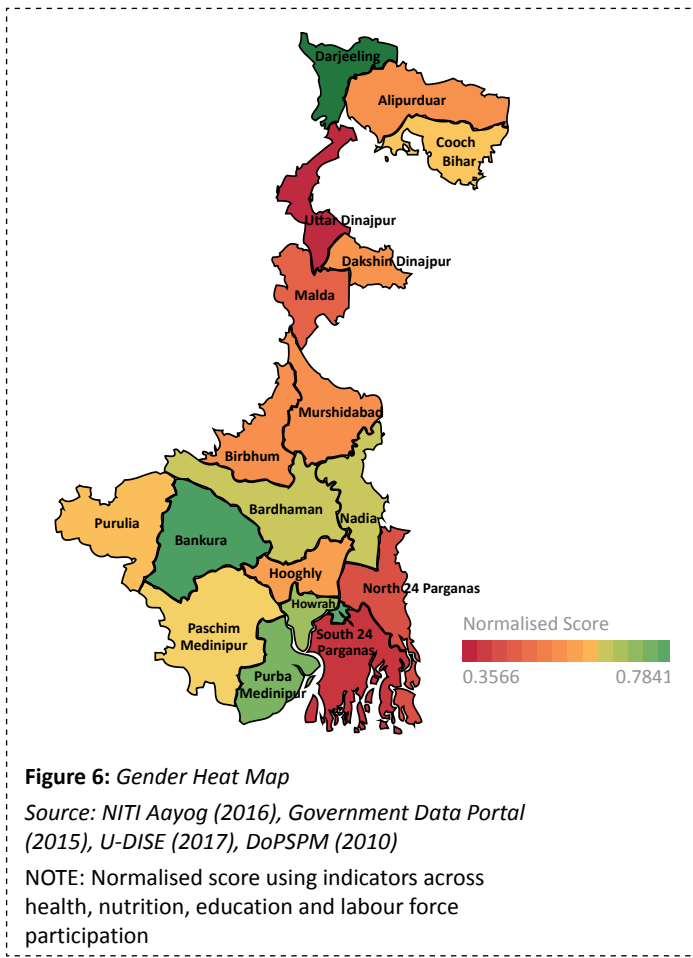 Darjeeling
Alipurduar
Cooch
Bihar
Uttar Dinajpur
Dakshin Dinajpur
Malda
Murshidabad
Birbhum
Bardhaman
Nadia
Purulia
Bankura
Hooghly
North 24 Parganas
Howrah
Paschim
Medinipur
South 24
Parganas
Purba
Medinipur
Normalised Score
0.3566
0.7841
Figure 6: Gender Heat Map
Source: NITI Aayog (2016), Government Data Portal
(2015), U-DISE (2017), DoPSPM (2010)
NOTE: Normalised score using indicators across
health, nutrition, education and labour force
participation